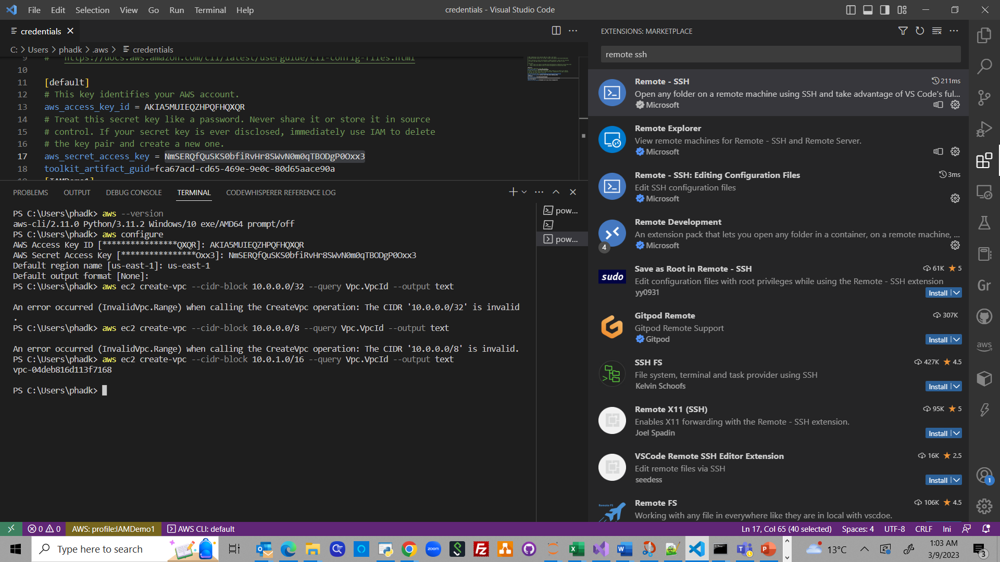 File Edit Selection View Go Run Terminal Help
credentials - Visual Studio Code
credentials
C: > Users > phadk > .aws > credentials
9 # https://docs.aws.amazon.com/cli/latest/userguide/cli-config-files.html
10
11 [default]
12 # This key identifies your AWS account.
13 aws_access_key_id = AKIA5MUIEQZHPQFHQXQR
14 # Treat this secret key like a password. Never share it or store it in source
15 # control. If your secret key is ever disclosed, immediately use IAM to delete
16 # the key pair and create a new one.
17 aws_secret_access_key = NmSERQfQuSKS0bfiRvHr8SWvN0m0qTBODgP0Oxx3
18 toolkit_artifact_guid=fca67acd-cd65-469e-9e0c-80d65aace90a
19 [IAMDemo1]
PROBLEMS OUTPUT DEBUG CONSOLE TERMINAL CODEWHISPERER REFERENCE LOG
pow...
pow...
PS C:\Users\phadk> aws --version
aws-cli/2.11.0 Python/3.11.2 Windows/10 exe/AMD64 prompt/off
PS C:\Users\phadk> aws configure
AWS Access Key ID [****************QXQR]: AKIA5MUIEQZHPQFHQXQR
AWS Secret Access Key [****************Oxx3]: 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
Default region name [us-east-1]: us-east-1
Default output format [None]:
PS C:\Users\phadk> aws ec2 create-vpc --cidr-block 10.0.0.0/32 --query Vpc.VpcId --output text
An error occurred (InvalidVpc.Range) when calling the CreateVpc operation: The CIDR '10.0.0.0/32' is invalid
.
PS C:\Users\phadk> aws ec2 create-vpc --cidr-block 10.0.0.0/8 --query Vpc.VpcId --output text
An error occurred (InvalidVpc.Range) when calling the CreateVpc operation: The CIDR '10.0.0.0/8' is invalid.
PS C:\Users\phadk> aws ec2 create-vpc --cidr-block 10.0.1.0/16 --query Vpc.VpcId --output text
vpc-04deb816d113f7168
PS C:\Users\phadk>
EXTENSIONS: MARKETPLACE
remote ssh
Remote - SSH 211ms
Open any folder on a remote machine using SSH and take advantage of VS Code's ful...
Microsoft
Remote Explorer
View remote machines for Remote - SSH and Remote Server.
Microsoft
Remote - SSH: Editing Configuration Files 3ms
Edit SSH configuration files
Microsoft
Remote Development
An extension pack that lets you open any folder in a container, on a remote machine, ...
4 Microsoft
Save as Root in Remote - SSH 61K 5
sudo
Edit configuration files with root privileges while using the Remote - SSH extension
yy0931 Install
Gitpod Remote 307K
Gitpod Remote Support
Gitpod Install
SSH FS 427K 4.5
File system, terminal and task provider using SSH
Kelvin Schoofs Install
Remote X11 (SSH) 95K 5
Enables X11 forwarding with the Remote - SSH extension.
Joel Spadin Install
VSCode Remote SSH Editor Extension 16K 2.5
Edit remote files via SSH
seedess Install
Remote FS 106K 4.5
Remote FS
Working with any file in everywhere like they are in local with vscdoe.
Gr
aws
1
0 0 AWS: profile:IAMDemo1 AWS CLI: default
Ln 17, Col 65 (40 selected) Spaces: 4 UTF-8 CRLF Ini
Type here to search
zoom
13°C
1:03 AM
3/9/2023
3